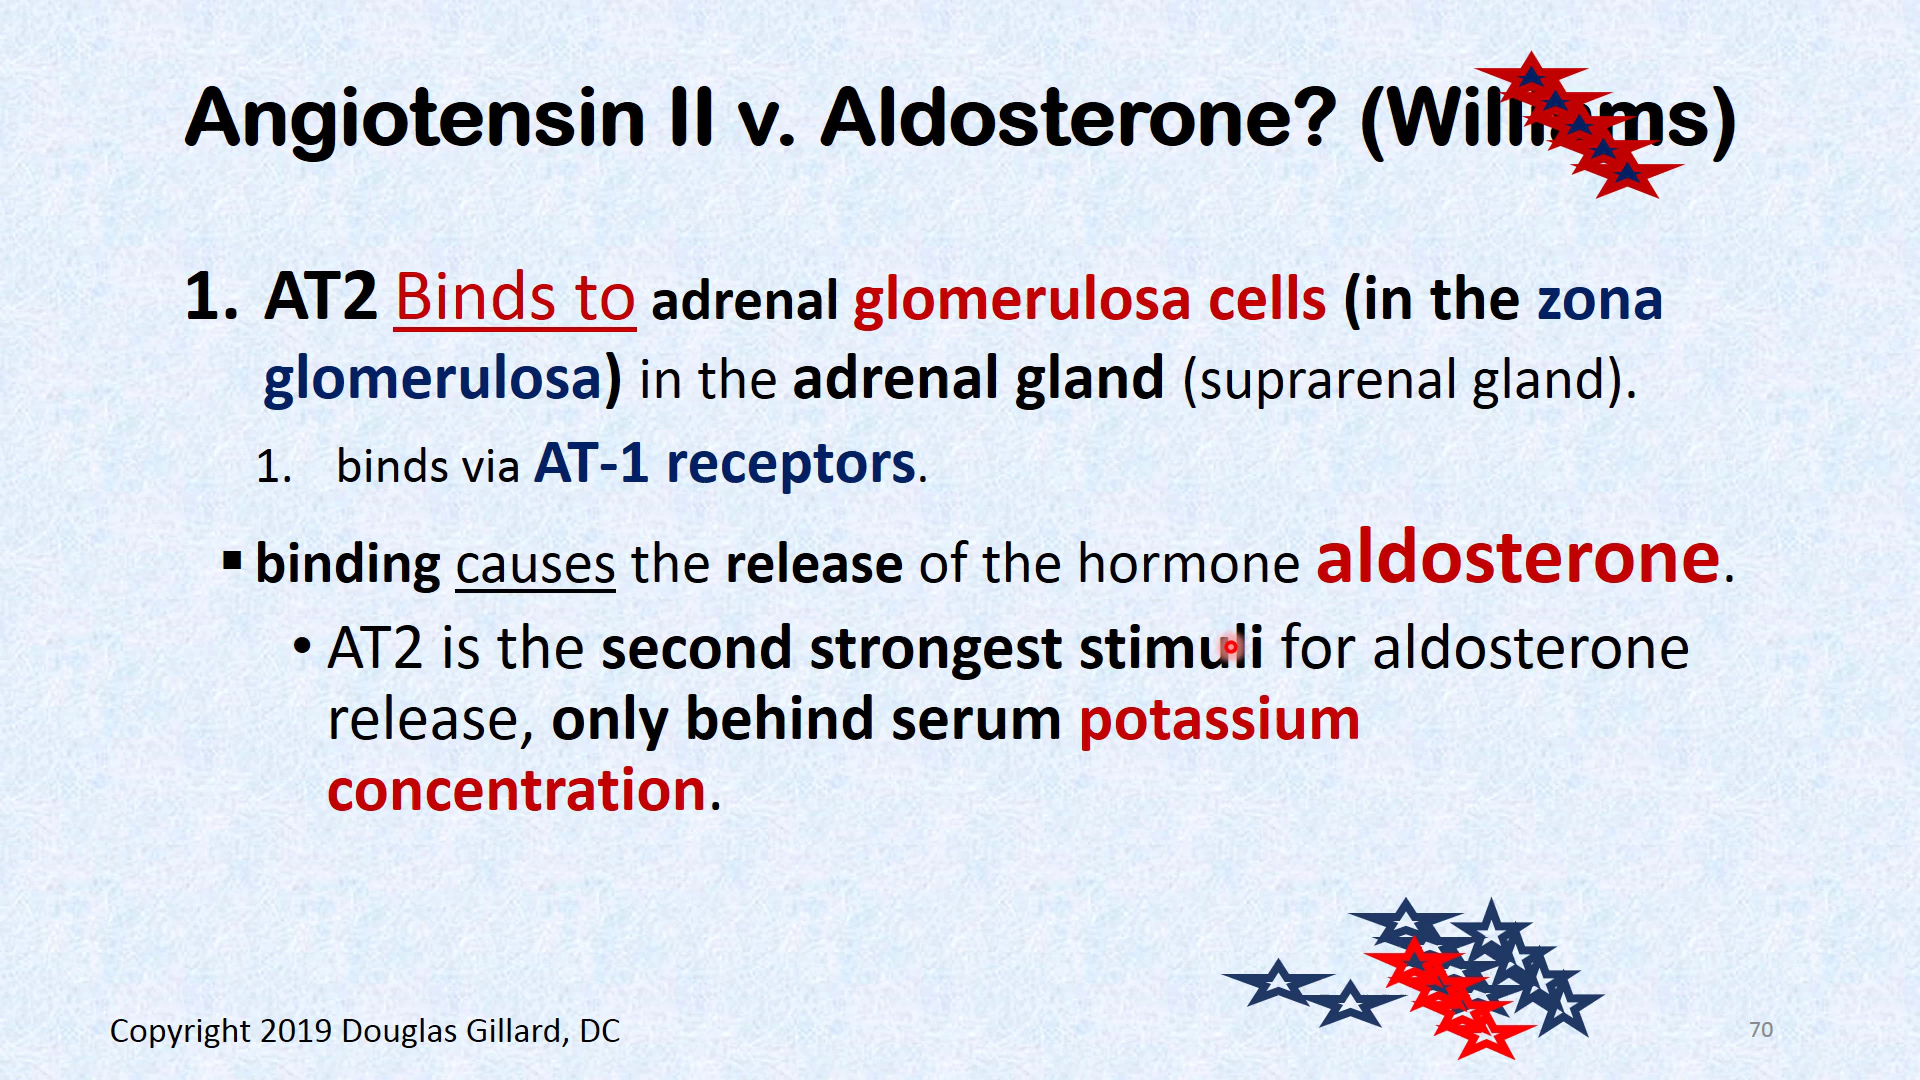 Angiotensin II v. Aldosterone? (Williams)
1. AT2 Binds to adrenal glomerulosa cells (in the zona
glomerulosa) in the adrenal gland (suprarenal gland).
1. binds via AT-1 receptors.
▪ binding causes the release of the hormone aldosterone.
• AT2 is the second strongest stimuli for aldosterone
release, only behind serum potassium
concentration.
Copyright 2019 Douglas Gillard, DC
70